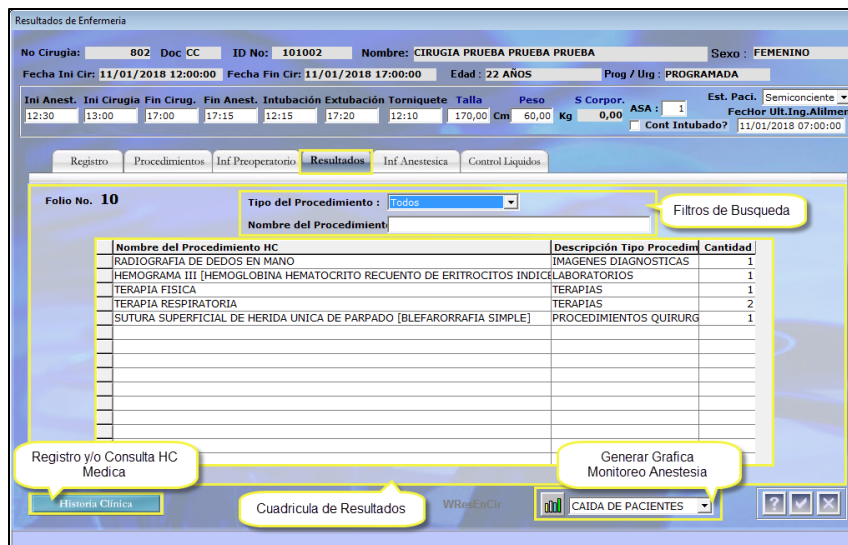 Resultados de Enfermeria
No Cirugia: 802 Doc CC ID No: 101002 Nombre: CIRUGIA PRUEBA PRUEBA PRUEBA Sexo : FEMENINO
Fecha Ini Cir: 11/01/2018 12:00:00 Fecha Fin Cir: 11/01/2018 17:00:00 Edad : 22 AÑOS Prog / Urg : PROGRAMADA
Ini Anest. Ini Cirugia Fin Cirug. Fin Anest. Intubación Extubación Torniquete Talla Peso S Corpor. ASA : 1 Est. Paci. Semiconciente
12:30 13:00 17:00 17:15 12:15 17:20 12:10 170,00 Cm 60,00 Kg 0,00 FecHor Ult.Ing.Alilmen
Cont Intubado? 11/01/2018 07:00:00
Registro Procedimientos Inf Preoperatorio Resultados Inf Anestesica Control Liquidos
Folio No. 10 Tipo del Procedimiento : Todos
Nombre del Procedimient
Filtros de Busqueda
Nombre del Procedimiento HC Descripción Tipo Procedim Cantidad
RADIOGRAFIA DE DEDOS EN MANO IMAGENES DIAGNOSTICAS 1
HEMOGRAMA III [HEMOGLOBINA HEMATOCRITO RECUENTO DE ERITROCITOS INDICE LABORATORIOS 1
TERAPIA FISICA TERAPIAS 1
TERAPIA RESPIRATORIA TERAPIAS 2
SUTURA SUPERFICIAL DE HERIDA UNICA DE PARPADO [BLEFARORRAFIA SIMPLE] PROCEDIMIENTOS QUIRURG 1
Registro y/o Consulta HC
Medica
Generar Grafica
Monitoreo Anestesia
Historia Clínica
Cuadricula de Resultados
WResEnCir
CAIDA DE PACIENTES